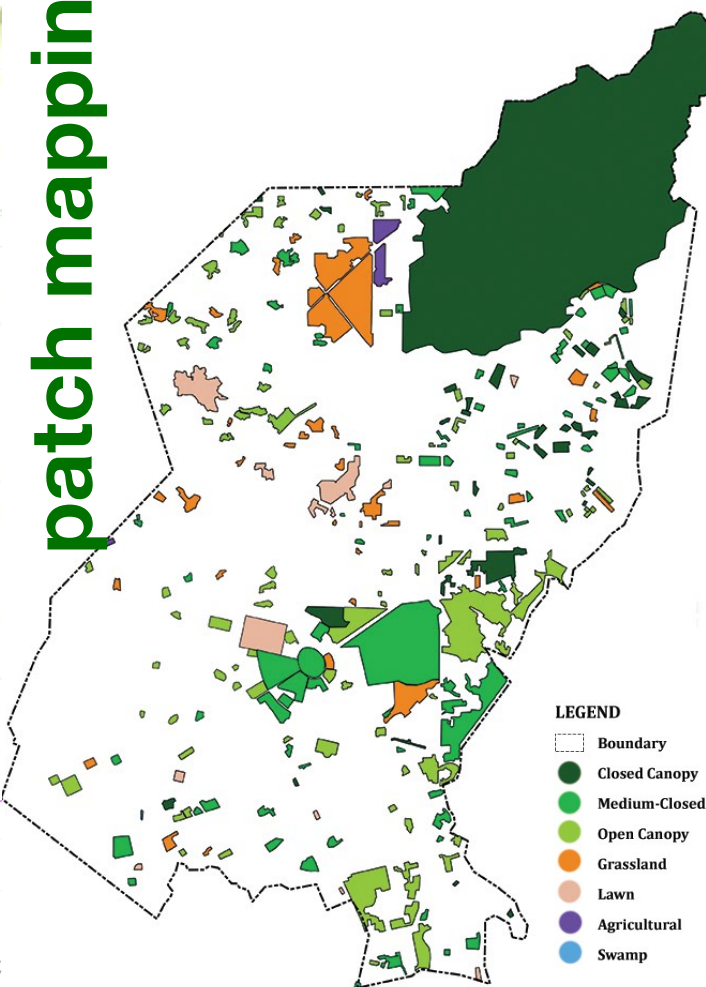 patch mappin
LEGEND
Boundary
Closed Canopy
Medium-Closed
Open Canopy
Grassland
Lawn
Agricultural
Swamp